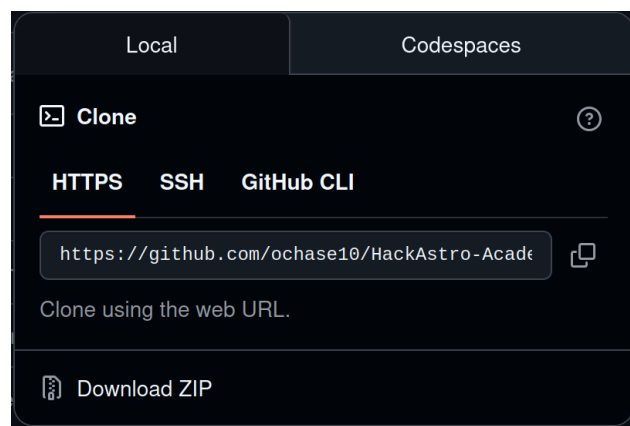 Local
Codespaces
Clone
HTTPS
SSH
GitHub CLI
https://github.com/ochase10/HackAstro-Acade
Clone using the web URL.
Download ZIP